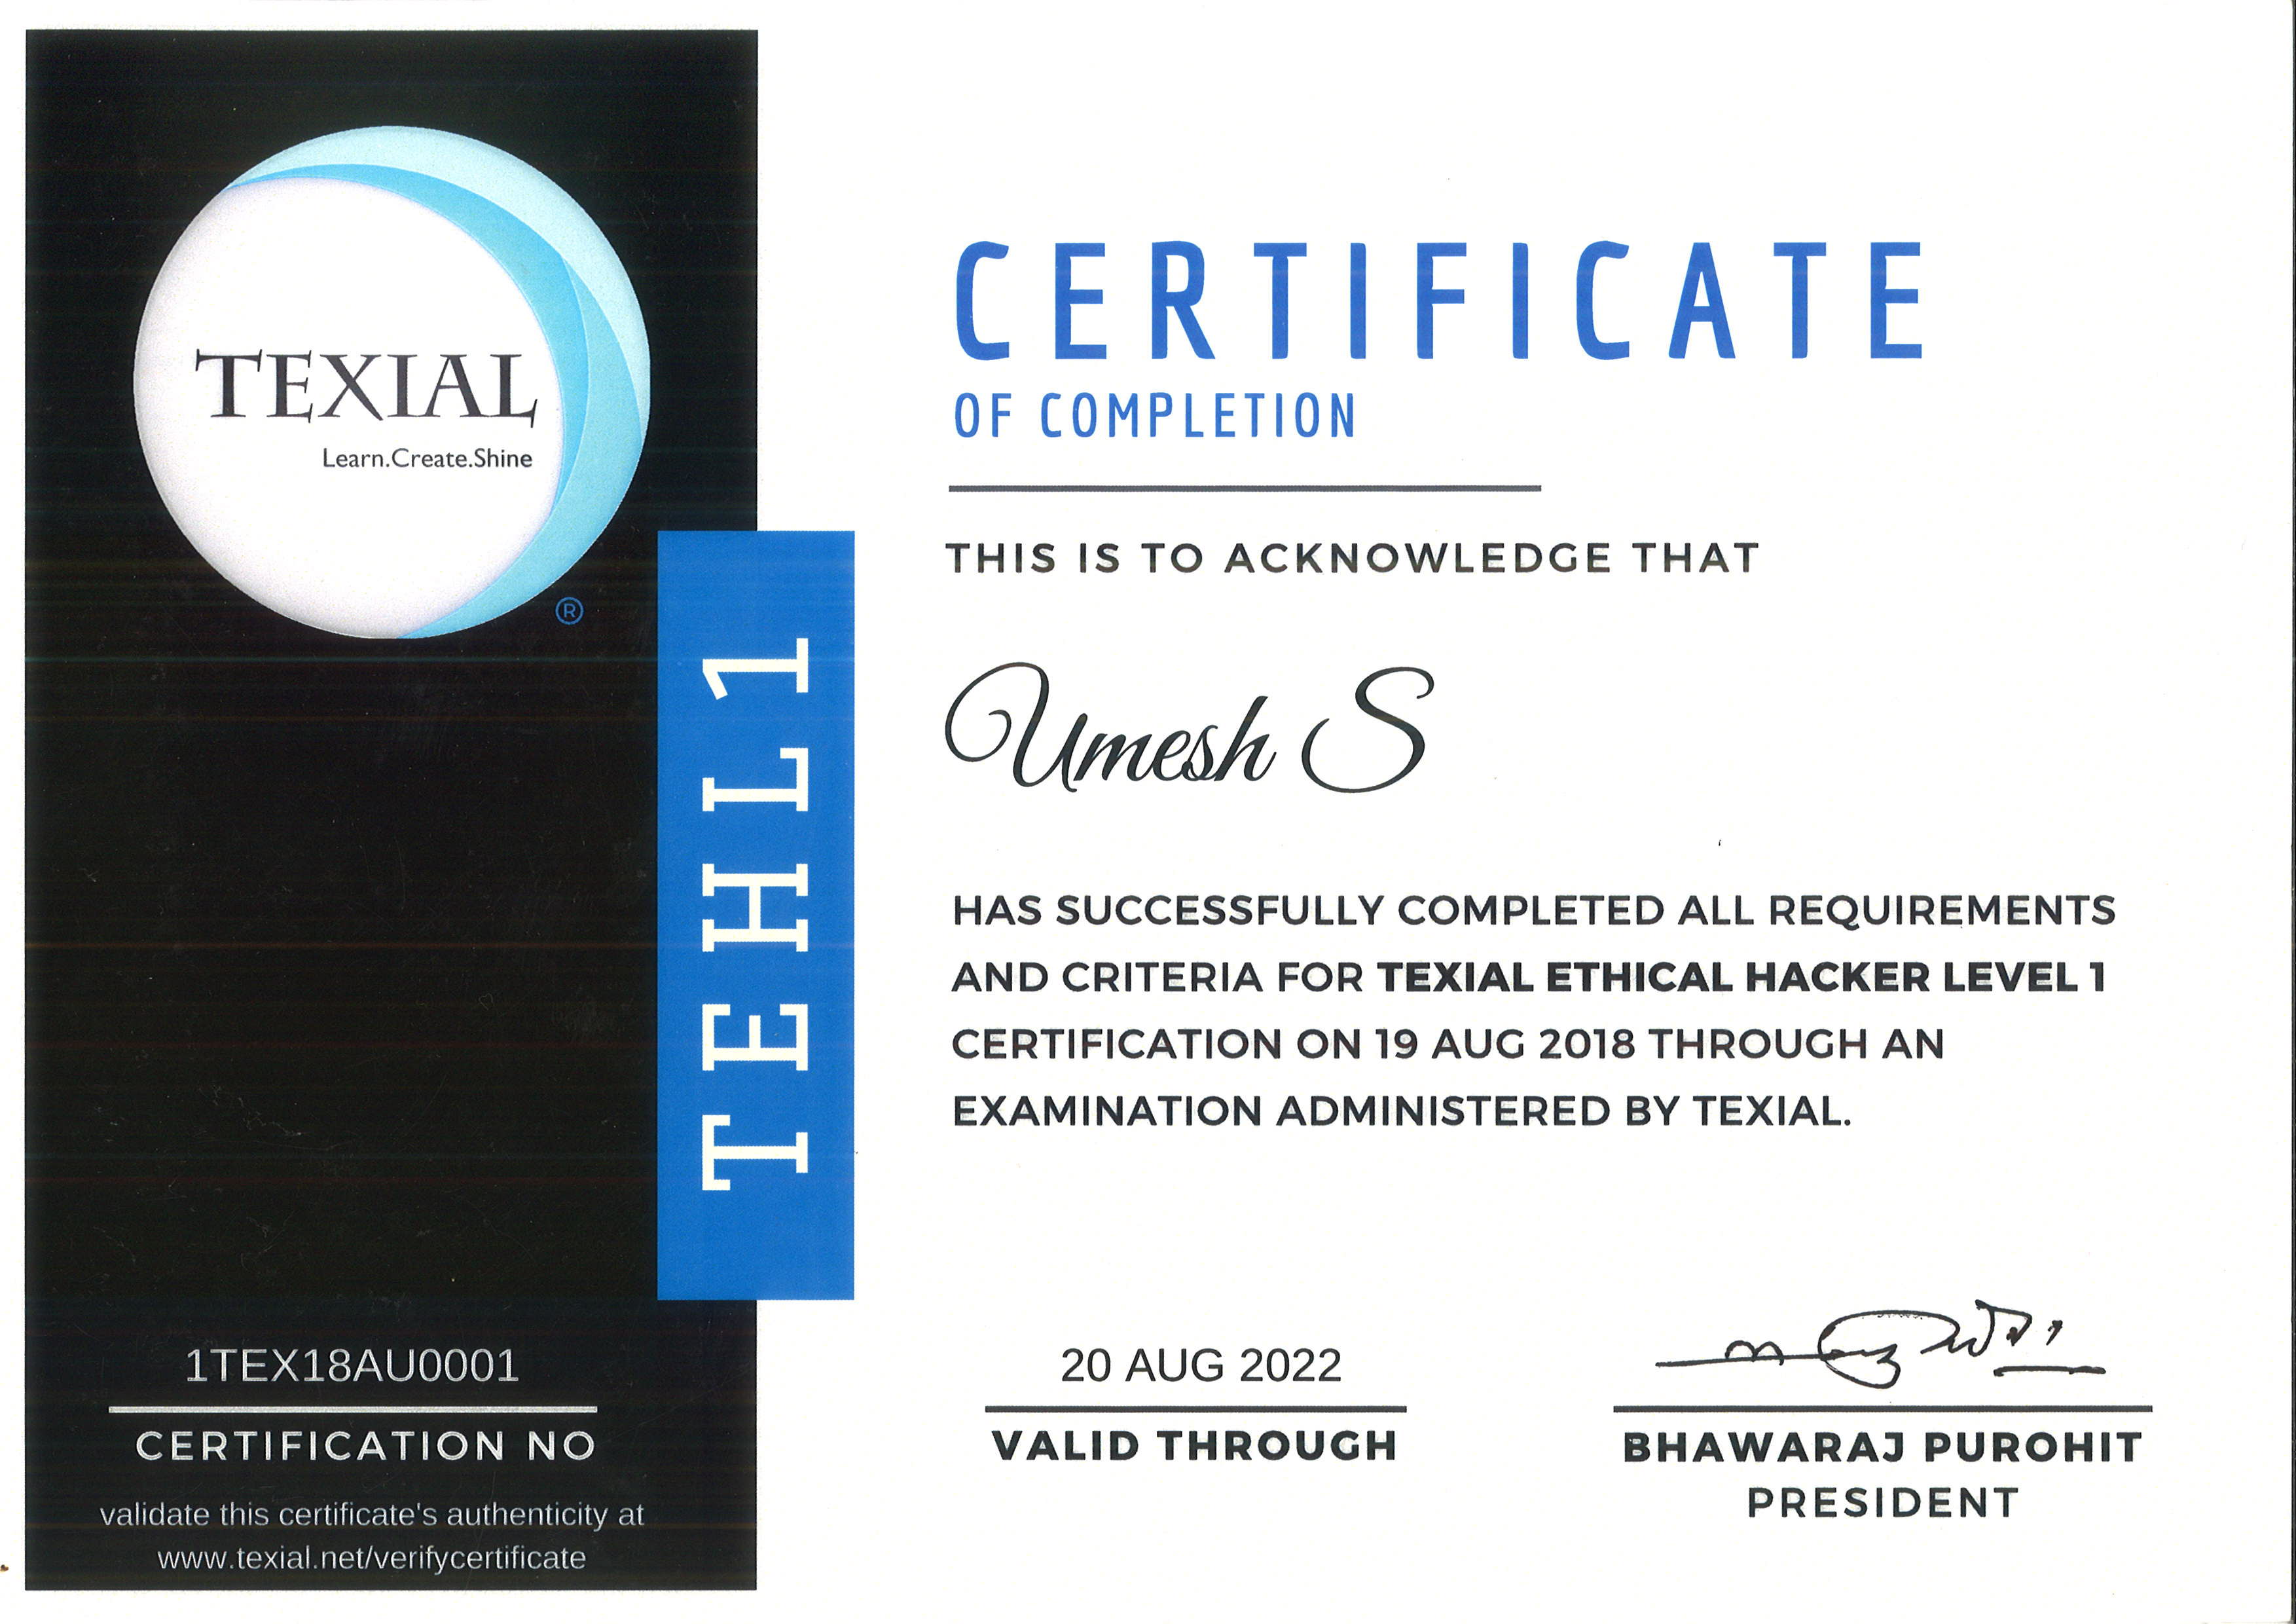 TEXIAL
Learn.Create.Shine
®
TEHL1
1TEX18AU0001
CERTIFICATION NO
validate this certificate's authenticity at
www.texial.net/verifycertificate
CERTIFICATE
OF COMPLETION
THIS IS TO ACKNOWLEDGE THAT
Umesh S
HAS SUCCESSFULLY COMPLETED ALL REQUIREMENTS
AND CRITERIA FOR TEXIAL ETHICAL HACKER LEVEL 1
CERTIFICATION ON 19 AUG 2018 THROUGH AN
EXAMINATION ADMINISTERED BY TEXIAL.
20 AUG 2022
VALID THROUGH
BHAWARAJ PUROHIT
PRESIDENT